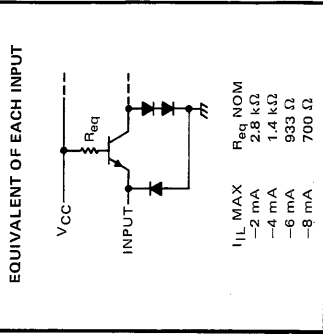 EQUIVALENT OF EACH INPUT
VCC
Req
INPUT
IIL MAX Req NOM
−2 mA 2.8 kΩ
−4 mA 1.4 kΩ
−6 mA 933 Ω
−8 mA 700 Ω